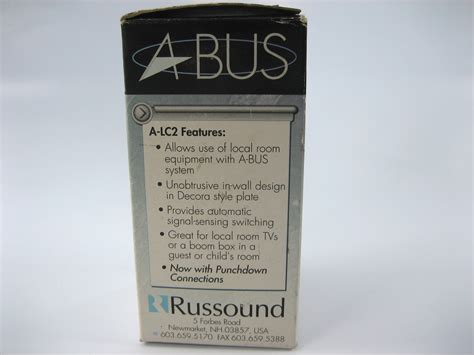 A-BUS
A-LC2 Features:
• Allows use of local room
equipment with A-BUS
system
• Unobtrusive in-wall design
in Decora style plate
• Provides automatic
signal-sensing switching
• Great for local room TVs
or a boom box in a
guest or child's room
• Now with Punchdown
Connections
Russound
5 Forbes Road
Newmarket, NH.03857, USA
603.659.5170 FAX 603.659.5388